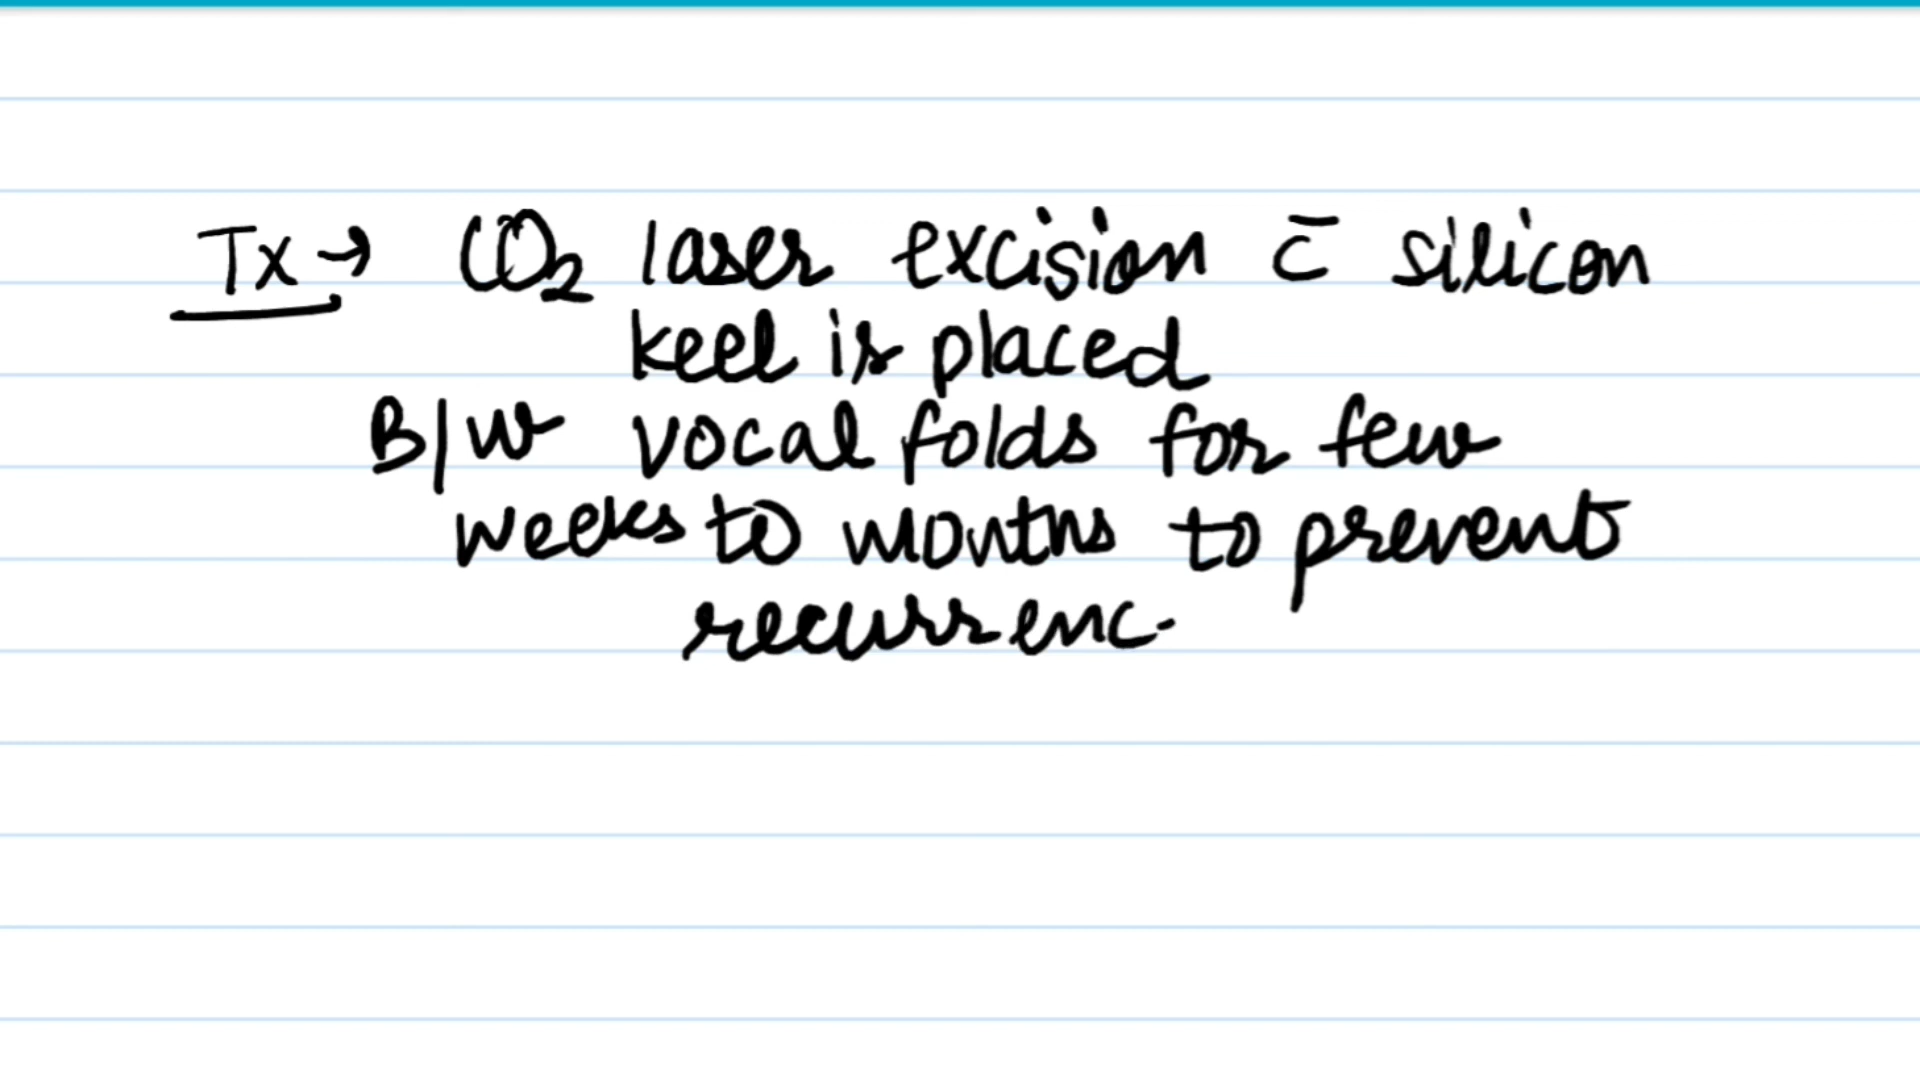 Tx → CO₂ laser excision c̄ silicon
keel is placed
B/w vocal folds for few
weeks to months to prevent
recurrenc-